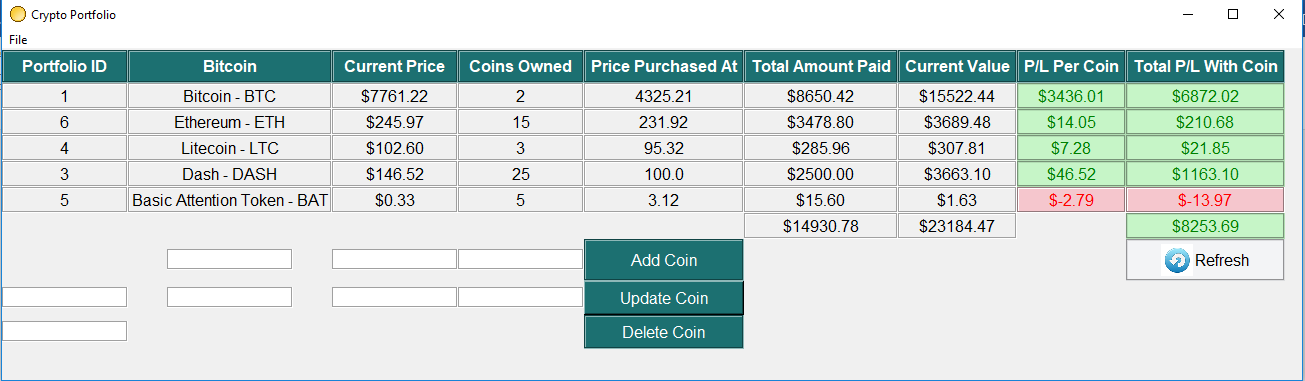 Crypto Portfolio
File
Portfolio ID Bitcoin Current Price Coins Owned Price Purchased At Total Amount Paid Current Value P/L Per Coin Total P/L With Coin
1 Bitcoin - BTC $7761.22 2 4325.21 $8650.42 $15522.44 $3436.01 $6872.02
6 Ethereum - ETH $245.97 15 231.92 $3478.80 $3689.48 $14.05 $210.68
4 Litecoin - LTC $102.60 3 95.32 $285.96 $307.81 $7.28 $21.85
3 Dash - DASH $146.52 25 100.0 $2500.00 $3663.10 $46.52 $1163.10
5 Basic Attention Token - BAT $0.33 5 3.12 $15.60 $1.63 $-2.79 $-13.97
$14930.78 $23184.47 $8253.69
Add Coin Refresh
Update Coin
Delete Coin